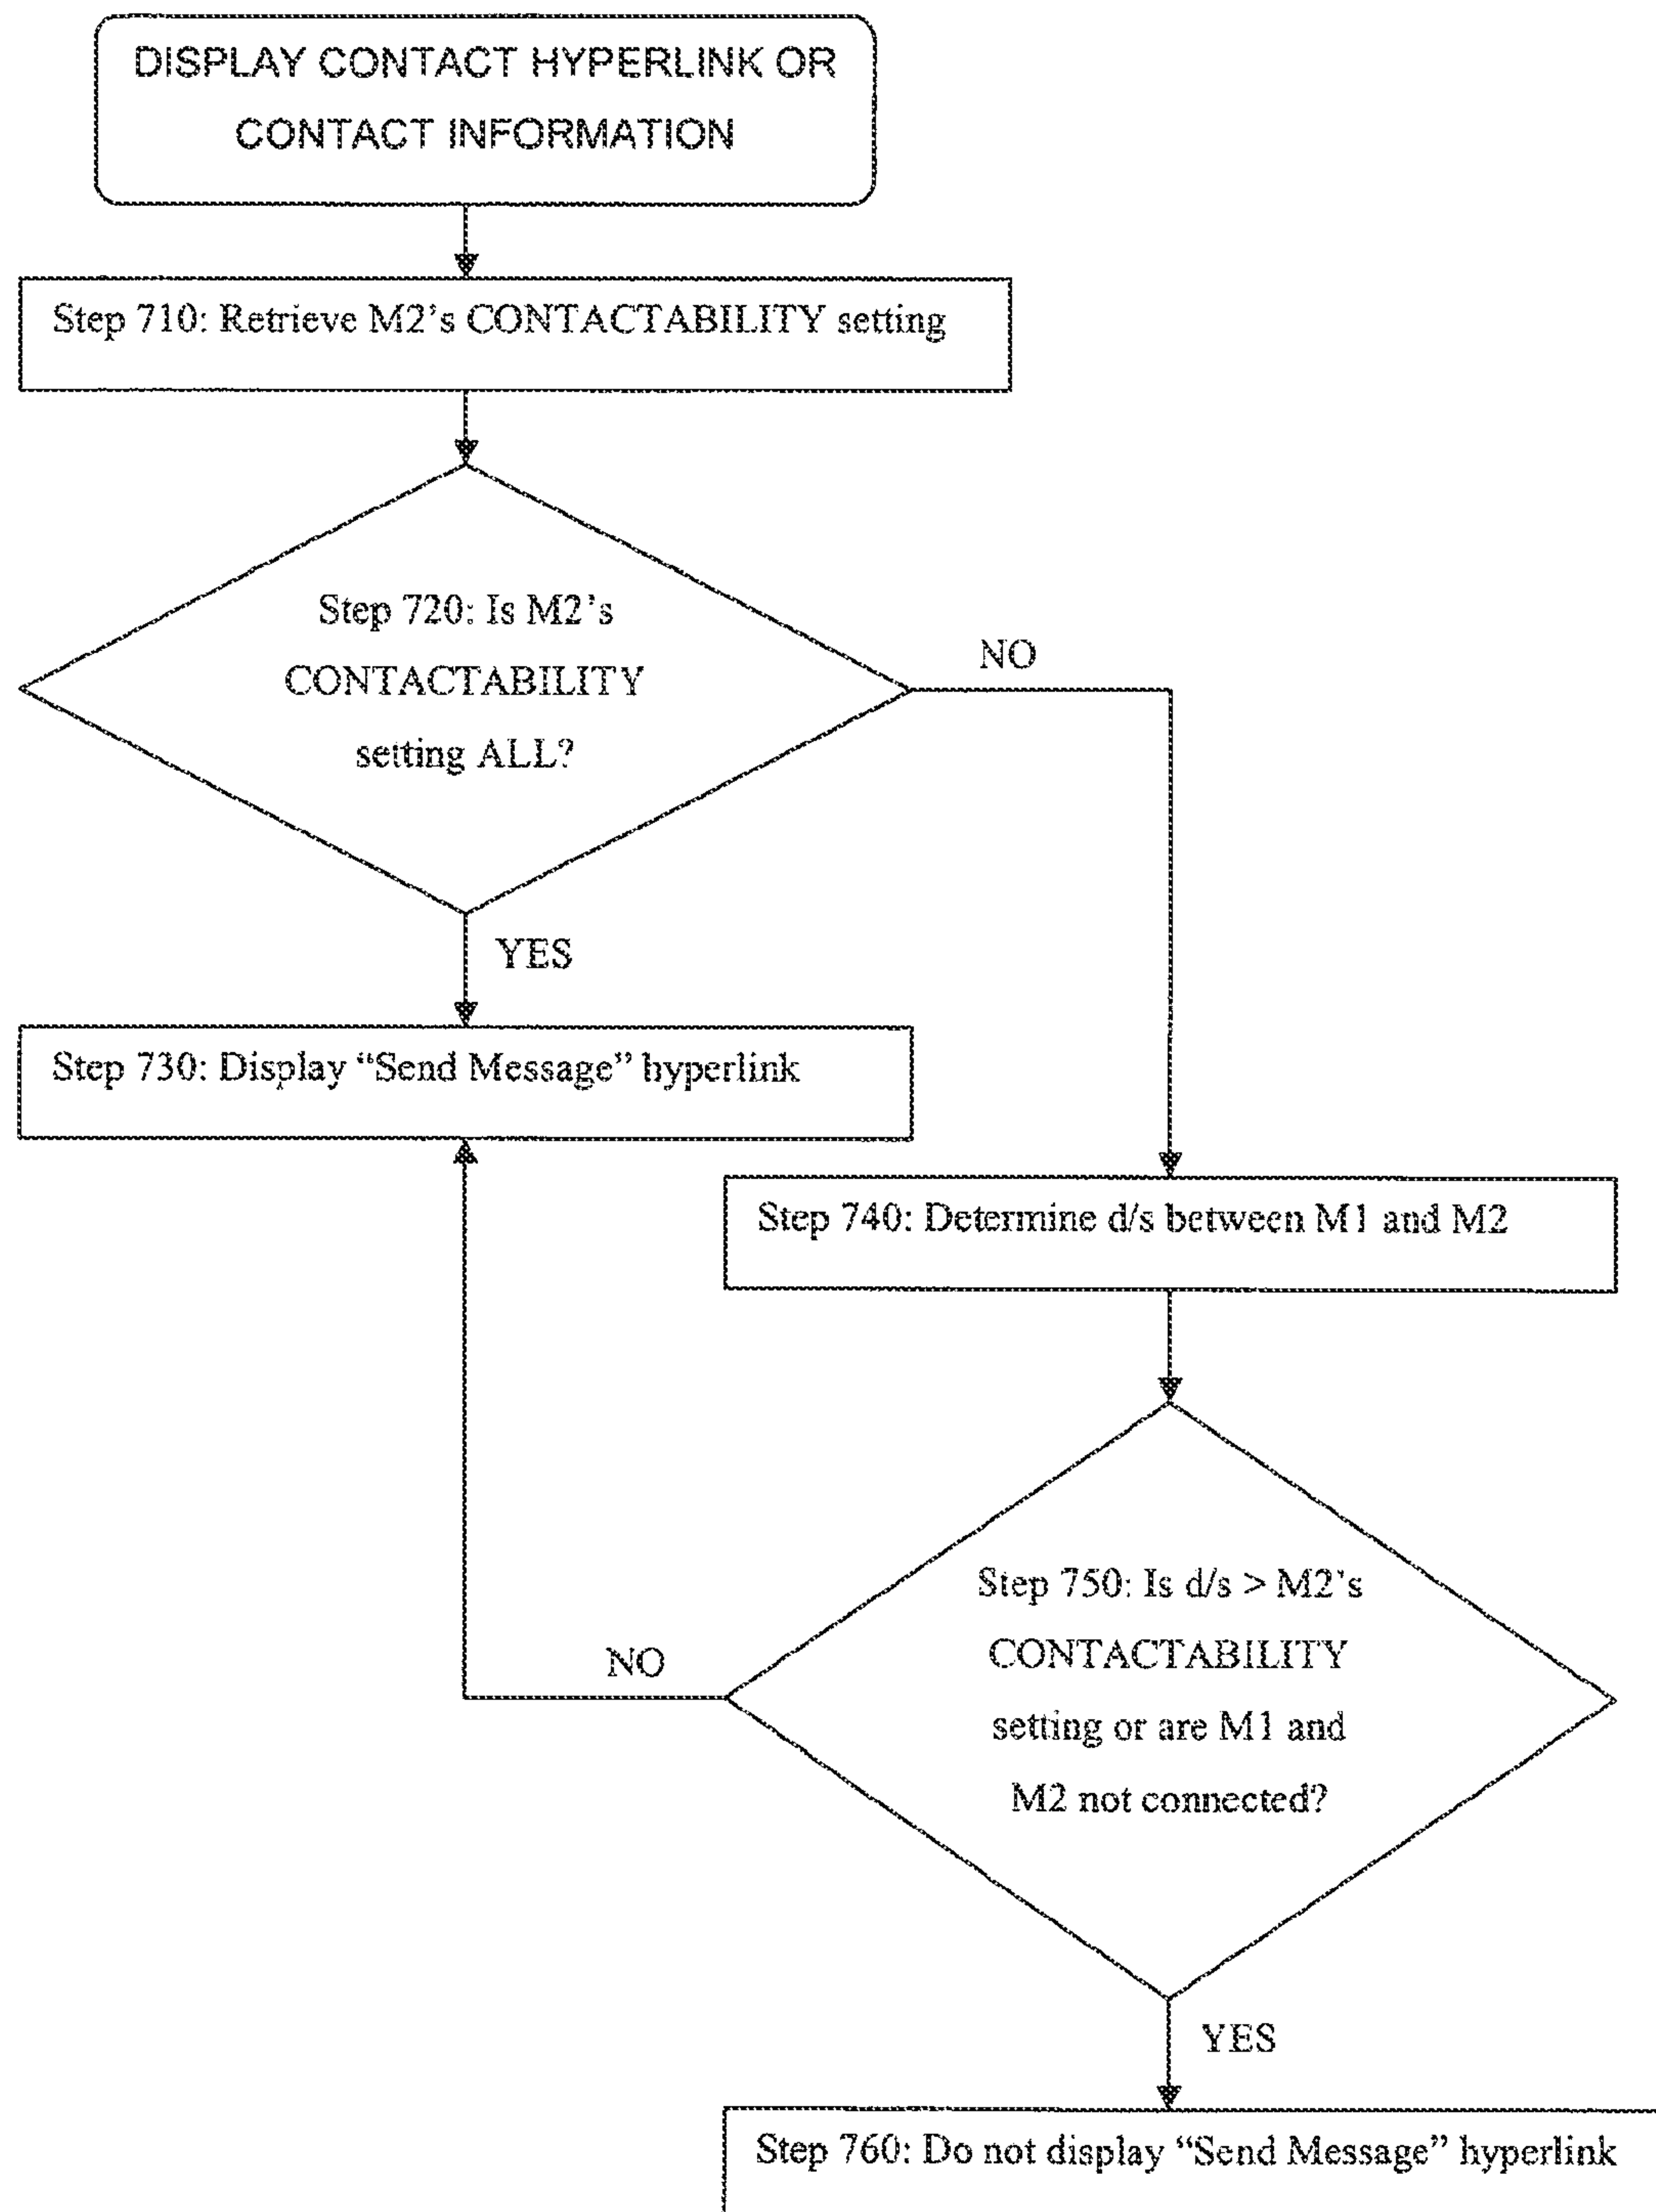 DISPLAY CONTACT HYPERLINK OR
CONTACT INFORMATION
Step 710: Retrieve M2’s CONTACTABILITY setting
Step 720: Is M2’s
CONTACTABILITY
setting ALL?
NO
YES
Step 730: Display “Send Message” hyperlink
Step 740: Determine d/s between M1 and M2
Step 750: Is d/s > M2’s
CONTACTABILITY
setting or are M1 and
M2 not connected?
NO
YES
Step 760: Do not display “Send Message” hyperlink